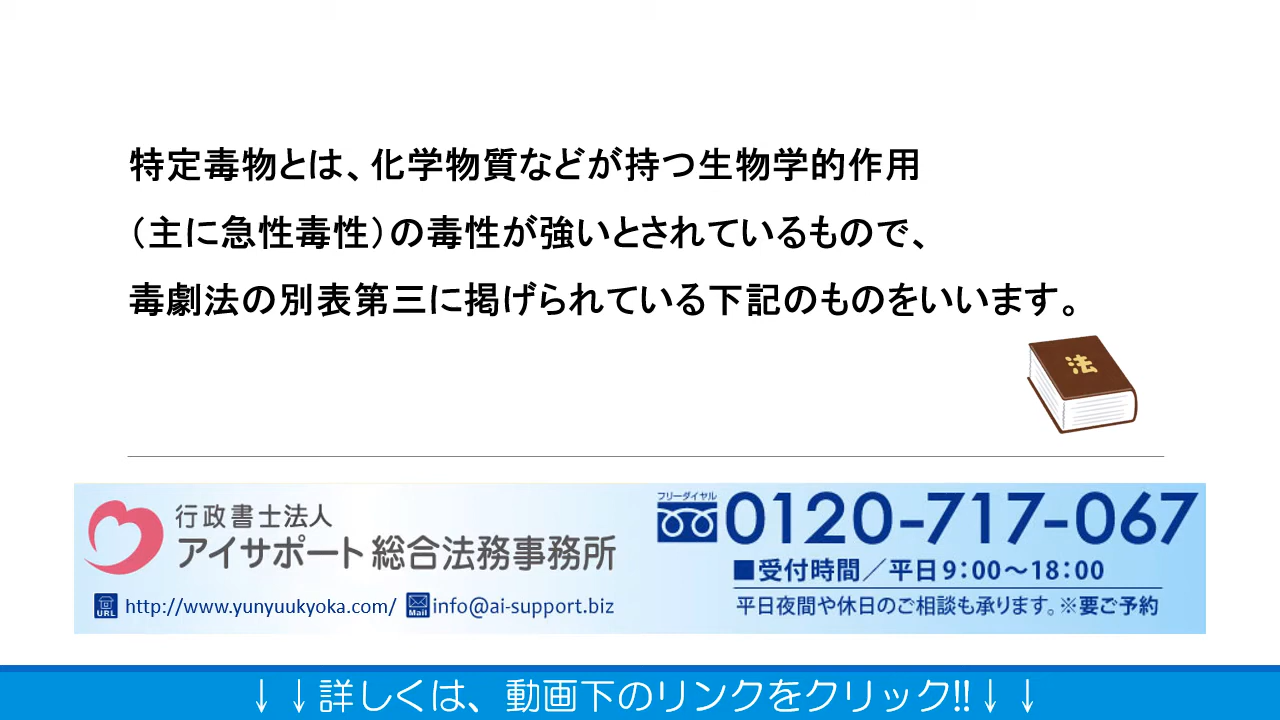 特定毒物とは、化学物質などが持つ生物学的作用
（主に急性毒性）の毒性が強いとされているもので、
毒劇法の別表第三に掲げられている下記のものをいいます。
法
行政書士法人
アイサポート 総合法務事務所
URL http://www.yunyuukyoka.com/ Mail info@ai-support.biz
フリーダイヤル
0120-717-067
■受付時間／平日9：00～18：00
平日夜間や休日のご相談も承ります。※要ご予約
↓↓詳しくは、動画下のリンクをクリック!!↓↓